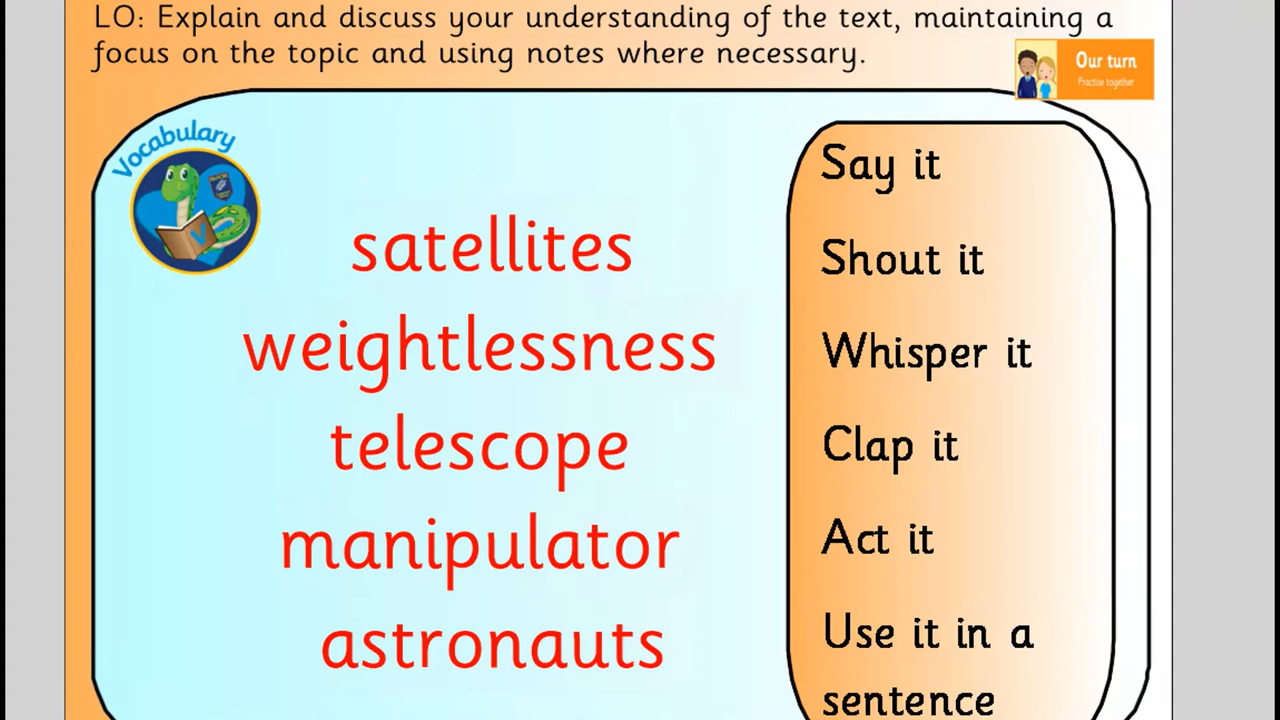 LO: Explain and discuss your understanding of the text, maintaining a
focus on the topic and using notes where necessary.
Our turn
Practise together
Vocabulary
V
satellites
weightlessness
telescope
manipulator
astronauts
Say it
Shout it
Whisper it
Clap it
Act it
Use it in a
sentence